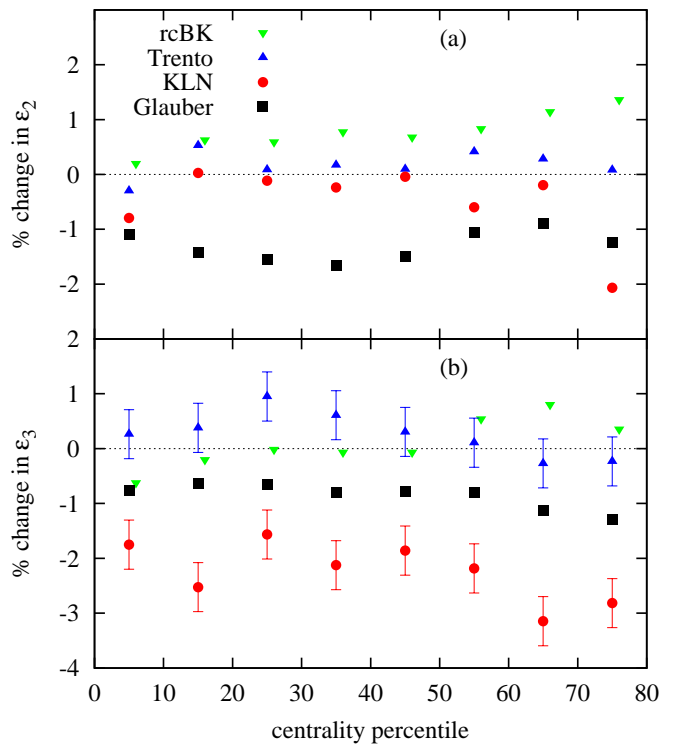 (a)
rcBK
Trento
KLN
Glauber
% change in ε2
2
1
0
-1
-2
(b)
% change in ε3
2
1
0
-1
-2
-3
-4
0 10 20 30 40 50 60 70 80
centrality percentile